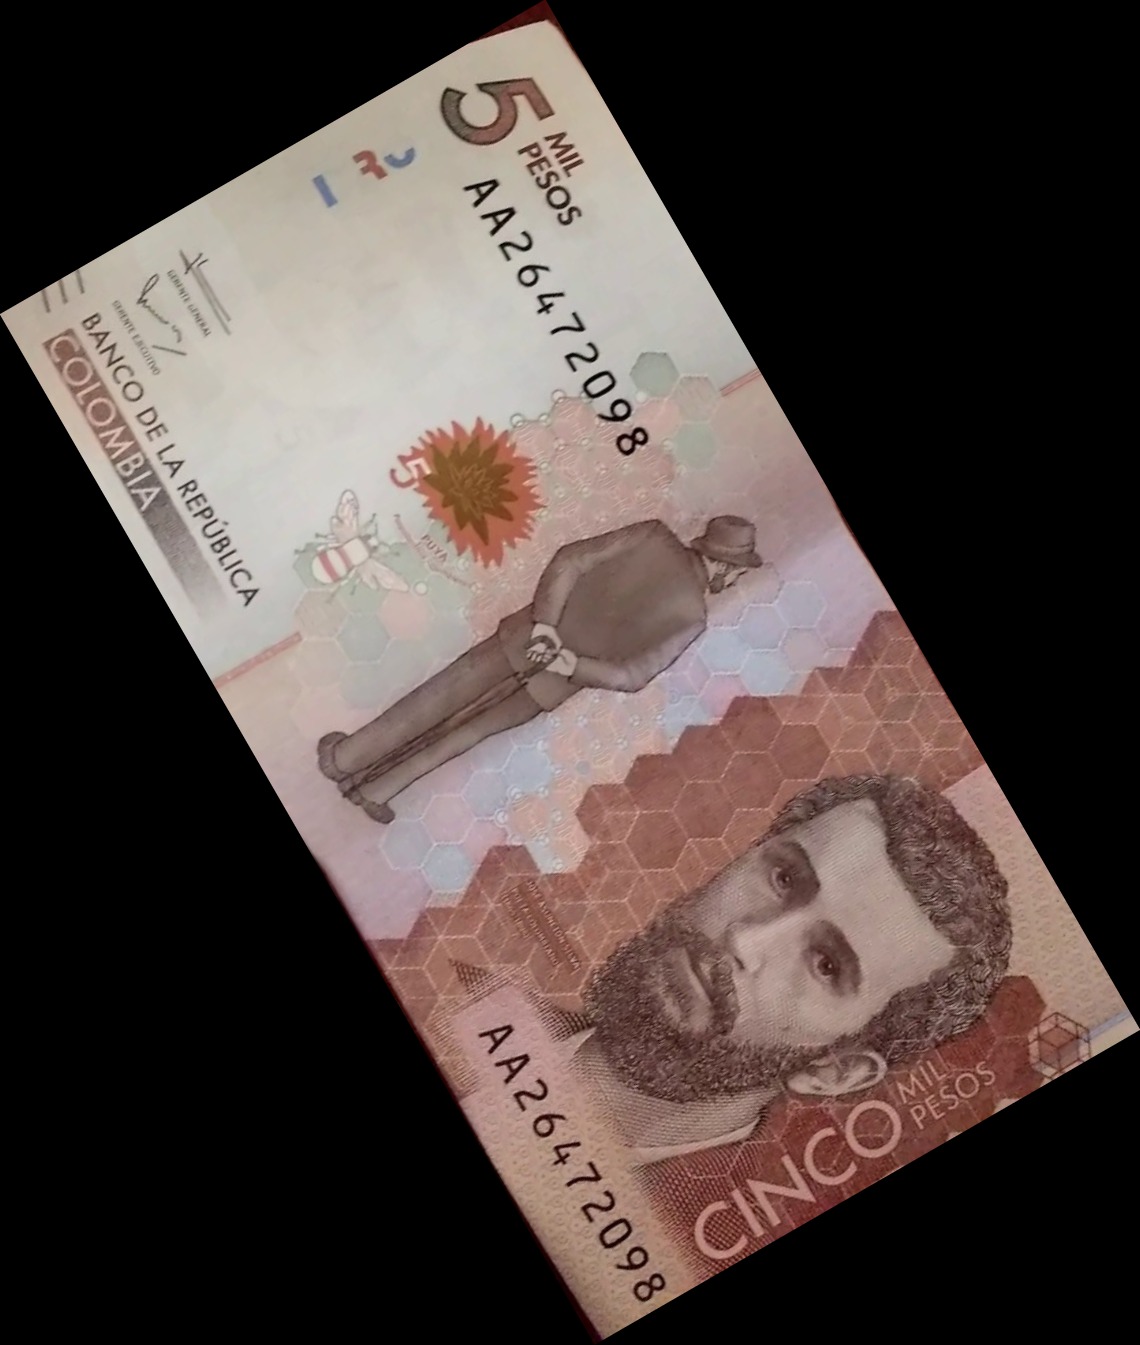 5 MIL
PESOS
AA26472098
GERENTE GENERAL
GERENTE EJECUTIVO
BANCO DE LA REPÚBLICA
COLOMBIA
5
PUYA
AA26472098
CINCO MIL
PESOS